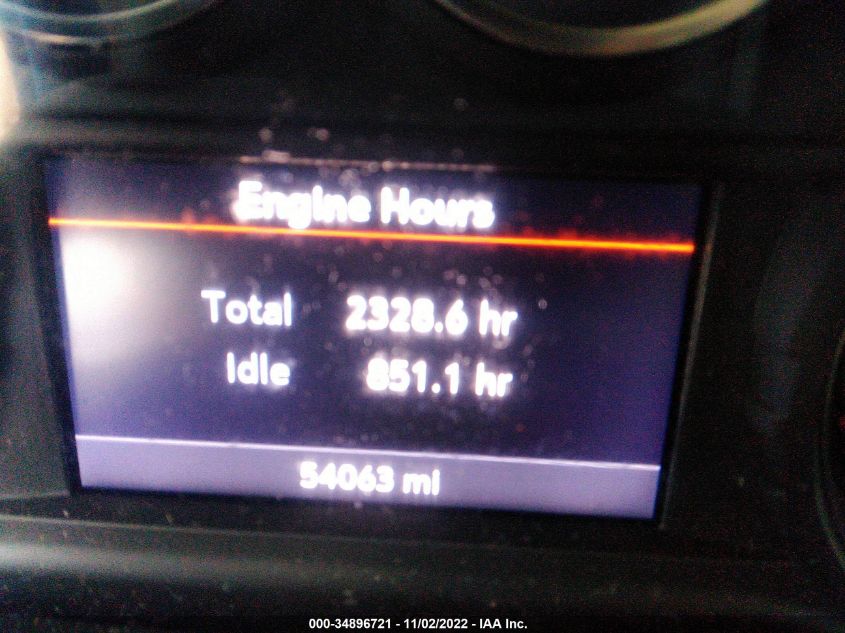 Engine Hours
Total 2328.6 hr
Idle 851.1 hr
54063 mi
000-34896721 - 11/02/2022 - IAA Inc.